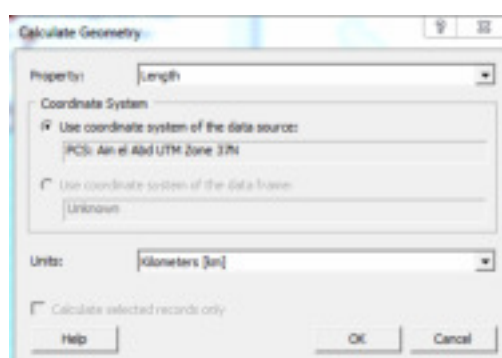 Calculate Geometry
Property: Length
Coordinate System
Use coordinate system of the data source:
PCS: Ain el Abd UTM Zone 37N
Use coordinate system of the data frame:
Unknown
Units: Kilometers [km]
Calculate selected records only
Help OK Cancel